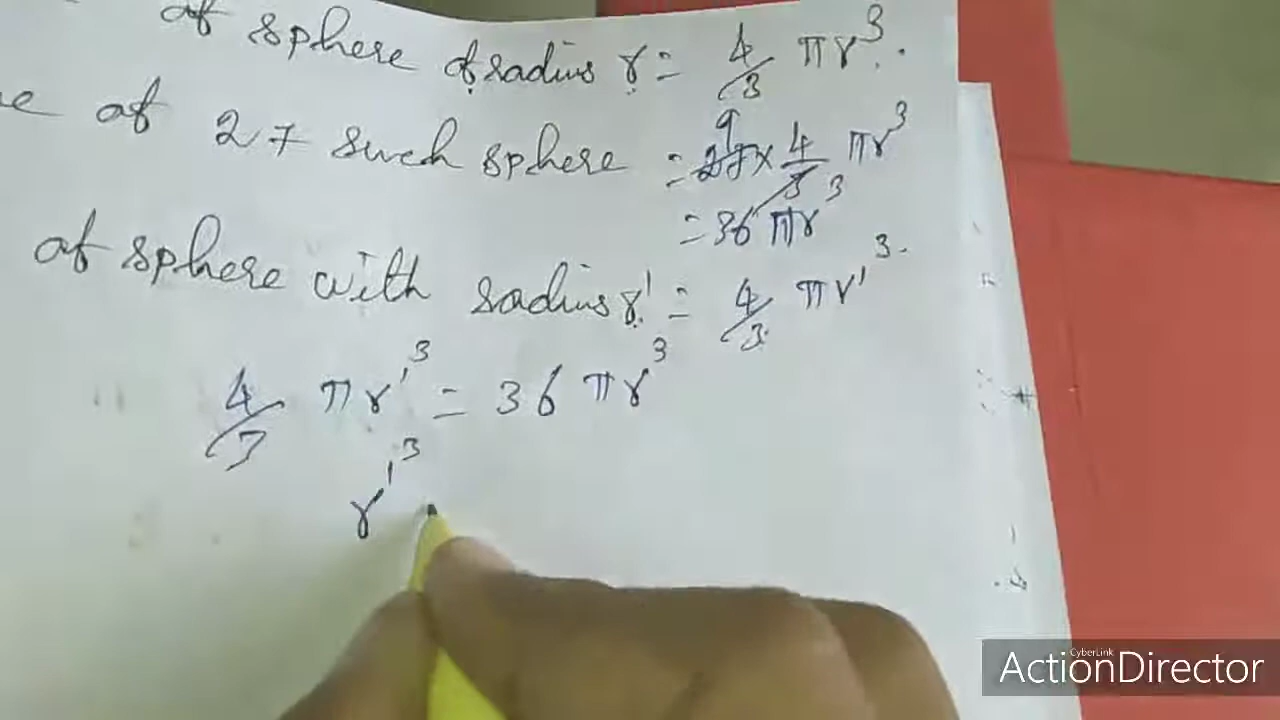 of sphere of radius r = 4/3 πr³.
of 27 such sphere = 27 9 × 4/3 πr³
= 36 πr³
of sphere with radius r' = 4/3 πr'³.
4/3 πr'³ = 36 πr³
r'³
CyberLink
ActionDirector